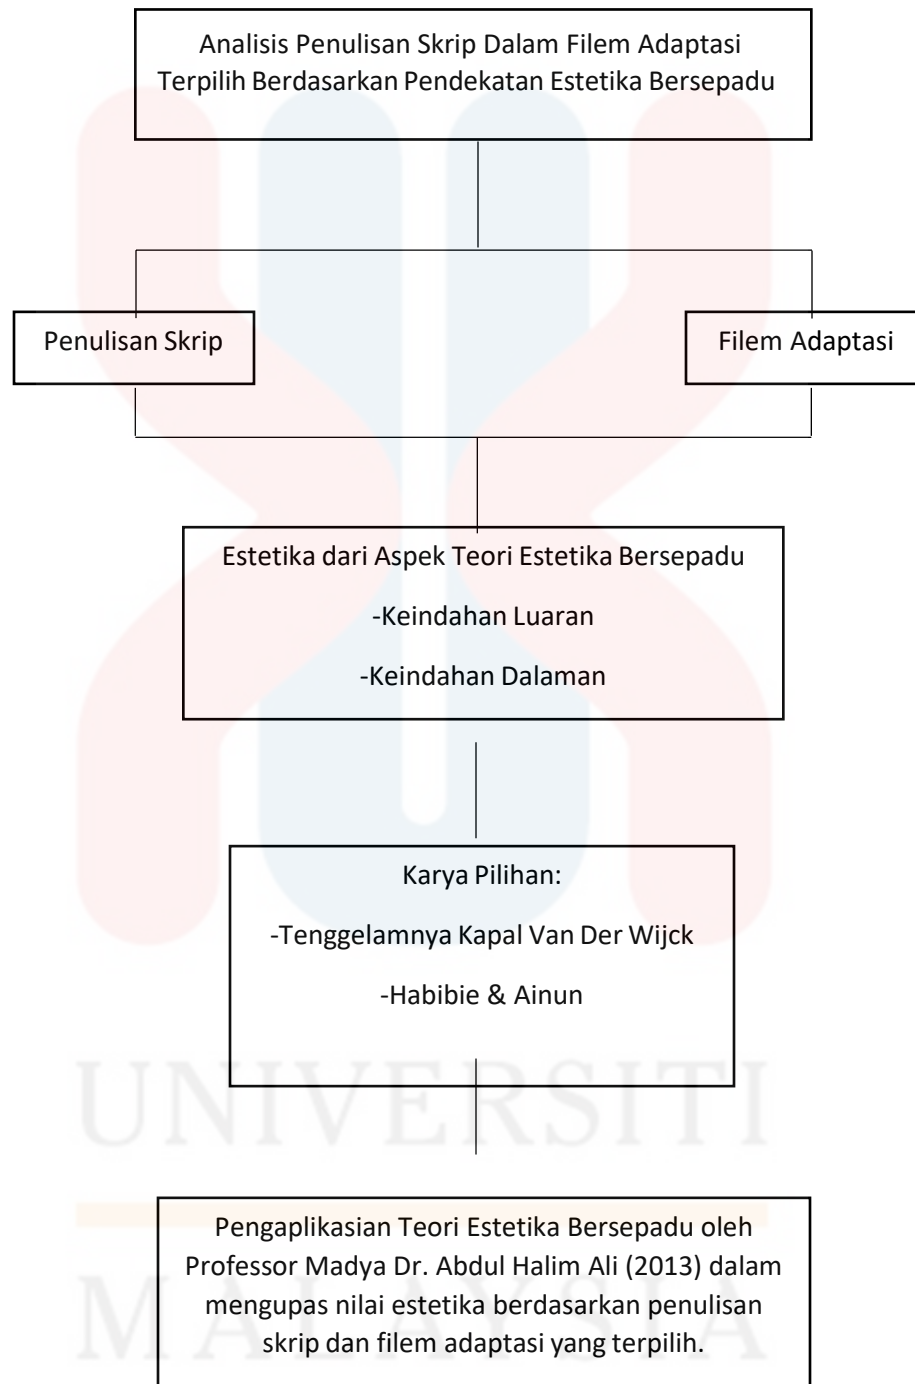 Analisis Penulisan Skrip Dalam Filem Adaptasi
Terpilih Berdasarkan Pendekatan Estetika Bersepadu
Penulisan Skrip
Filem Adaptasi
Estetika dari Aspek Teori Estetika Bersepadu
-Keindahan Luaran
-Keindahan Dalaman
Karya Pilihan:
-Tenggelamnya Kapal Van Der Wijck
-Habibie & Ainun
UNIVERSITI
Pengaplikasian Teori Estetika Bersepadu oleh
Professor Madya Dr. Abdul Halim Ali (2013) dalam
mengupas nilai estetika berdasarkan penulisan
skrip dan filem adaptasi yang terpilih.
MALAYSIA